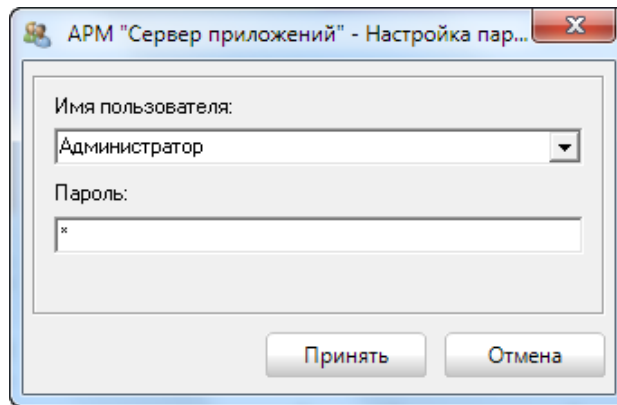 АРМ "Сервер приложений" - Настройка пар...
Имя пользователя:
Администратор
Пароль:
*
Принять
Отмена